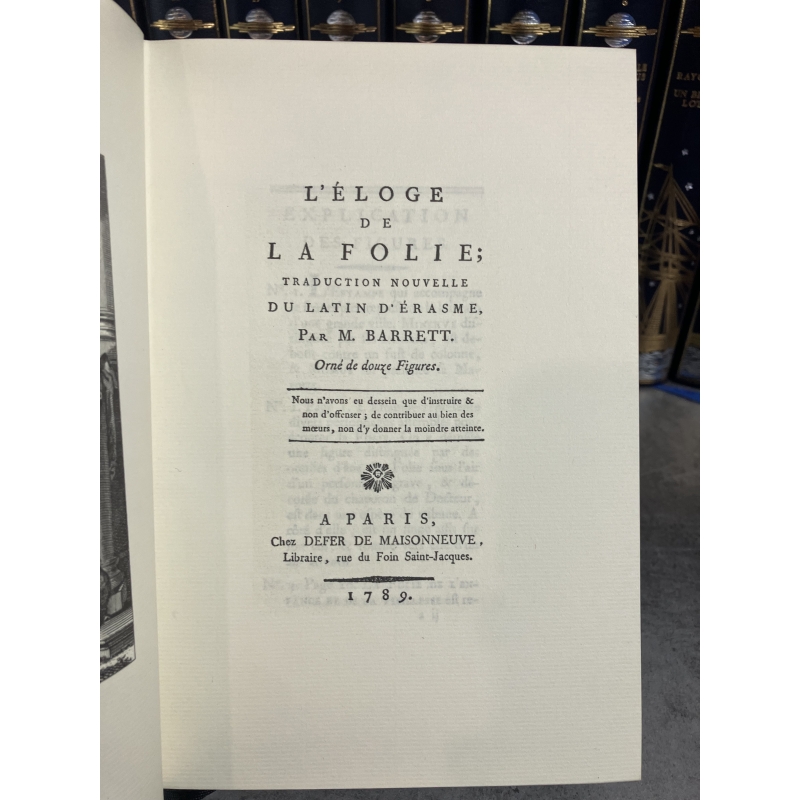 L'ÉLOGE
DE
LA FOLIE;
TRADUCTION NOUVELLE
DU LATIN D'ÉRASME,
PAR M. BARRETT.
Orné de douze Figures.
Nous n'avons eu dessein que d'instruire &
non d'offenser; de contribuer au bien des
mœurs, non d'y donner la moindre atteinte.
A PARIS,
Chez DEFER DE MAISONNEUVE,
Libraire, rue du Foin Saint-Jacques.
1789.